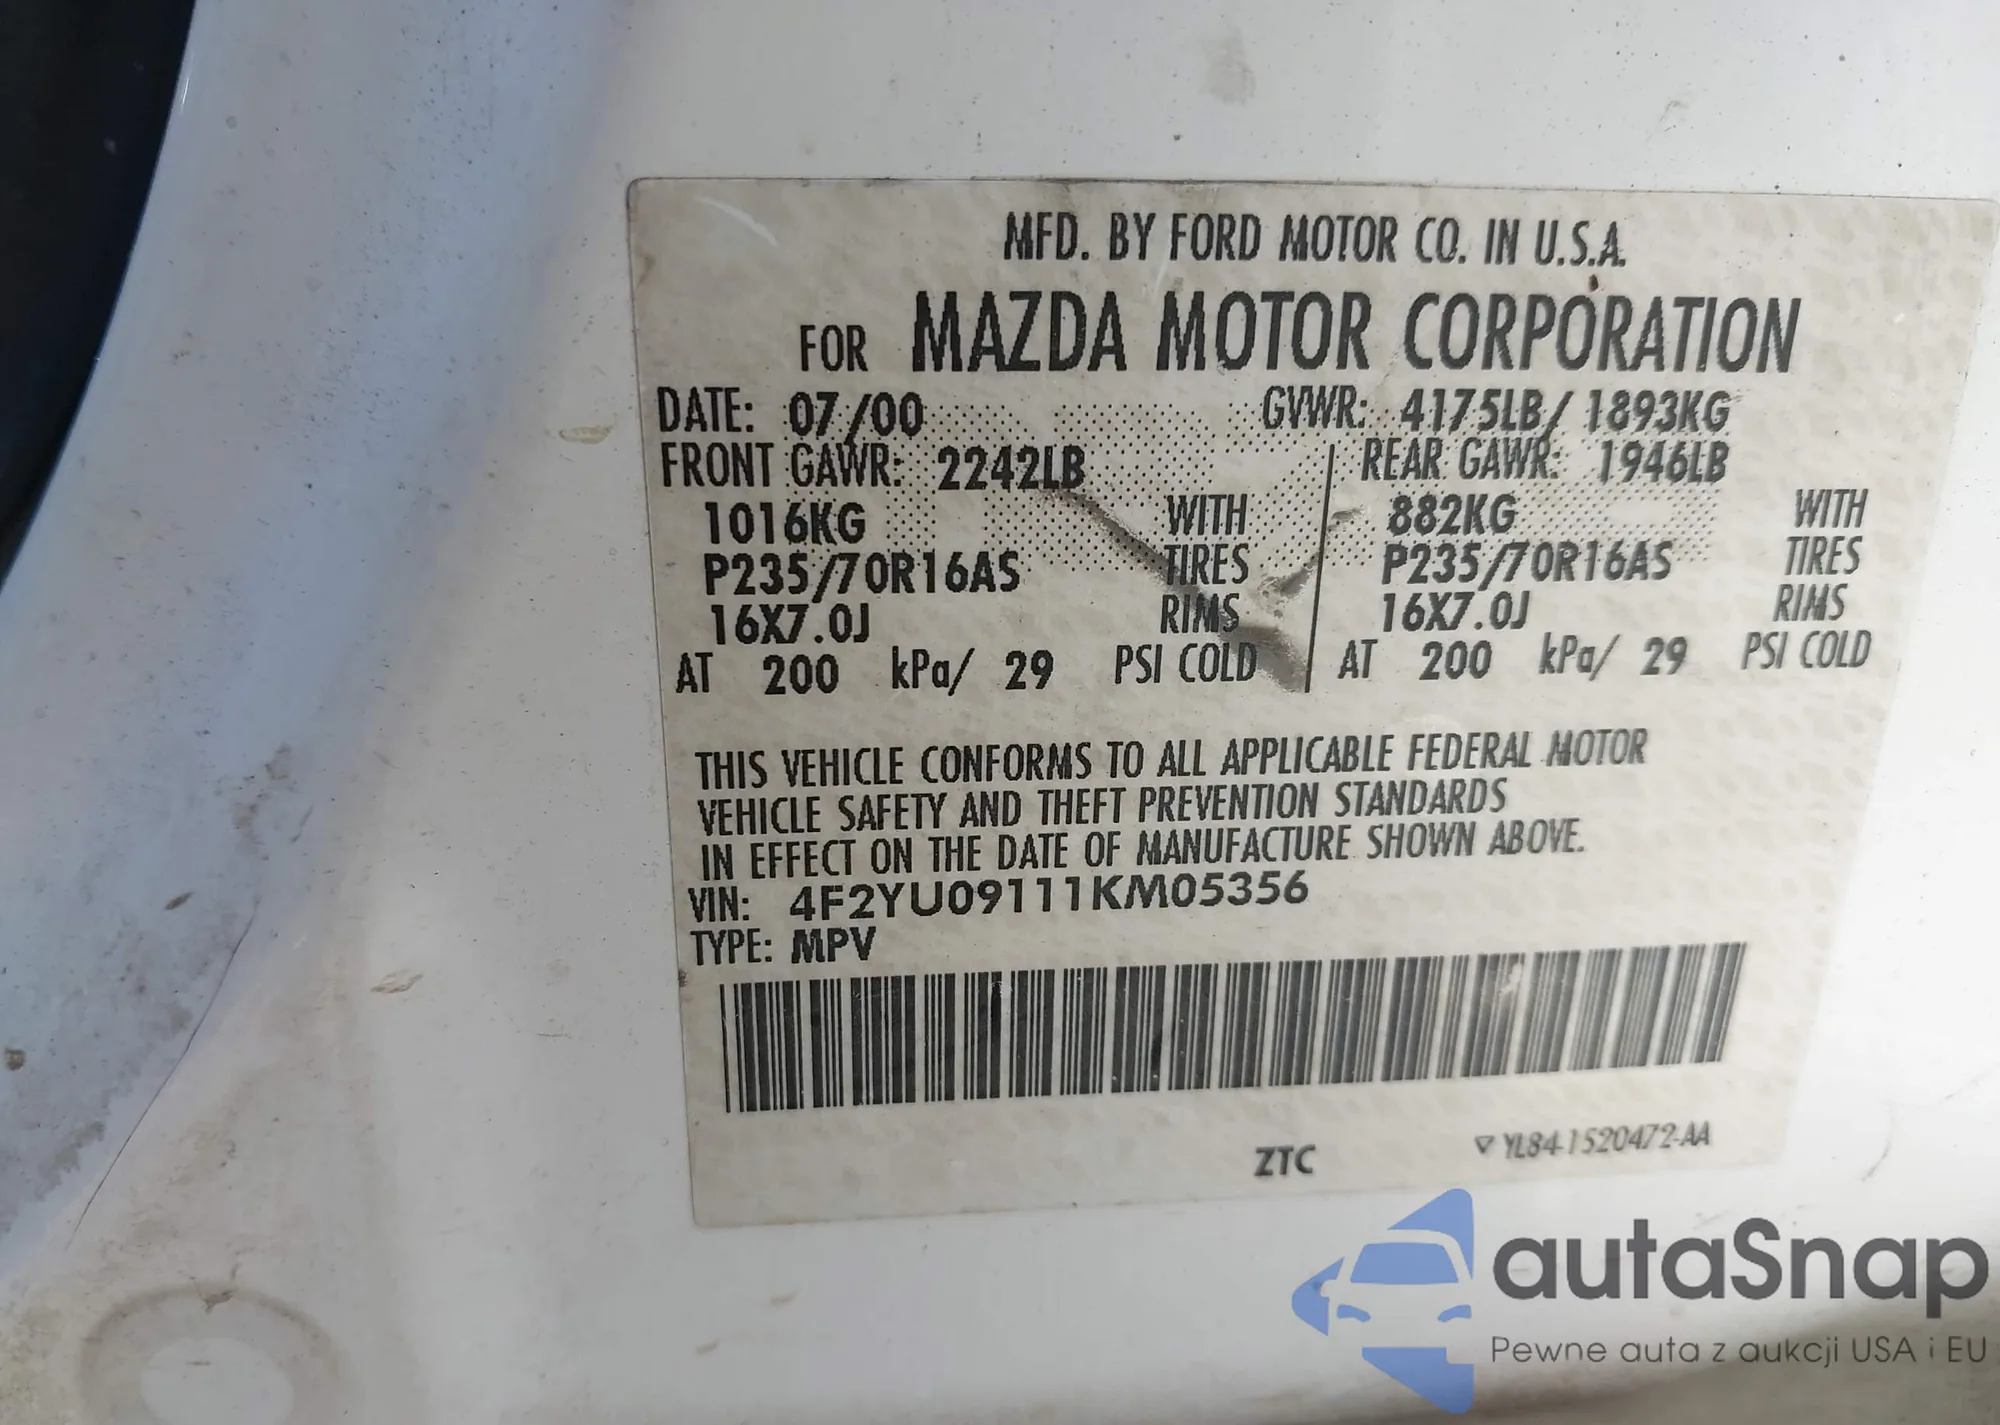 MFD. BY FORD MOTOR CO. IN U.S.A.
FOR MAZDA MOTOR CORPORATION
DATE: 07/00 GVWR: 4175LB/ 1893KG
FRONT GAWR: 2242LB REAR GAWR: 1946LB
1016KG WITH 882KG WITH
P235/70R16AS TIRES P235/70R16AS TIRES
16X7.0J RIMS 16X7.0J RIMS
AT 200 kPa/ 29 PSI COLD AT 200 kPa/ 29 PSI COLD
THIS VEHICLE CONFORMS TO ALL APPLICABLE FEDERAL MOTOR
VEHICLE SAFETY AND THEFT PREVENTION STANDARDS
IN EFFECT ON THE DATE OF MANUFACTURE SHOWN ABOVE.
VIN: 4F2YU09111KM05356
TYPE: MPV
ZTC YL84-1520472-AA
autaSnap
Pewne auta z aukcji USA i EU